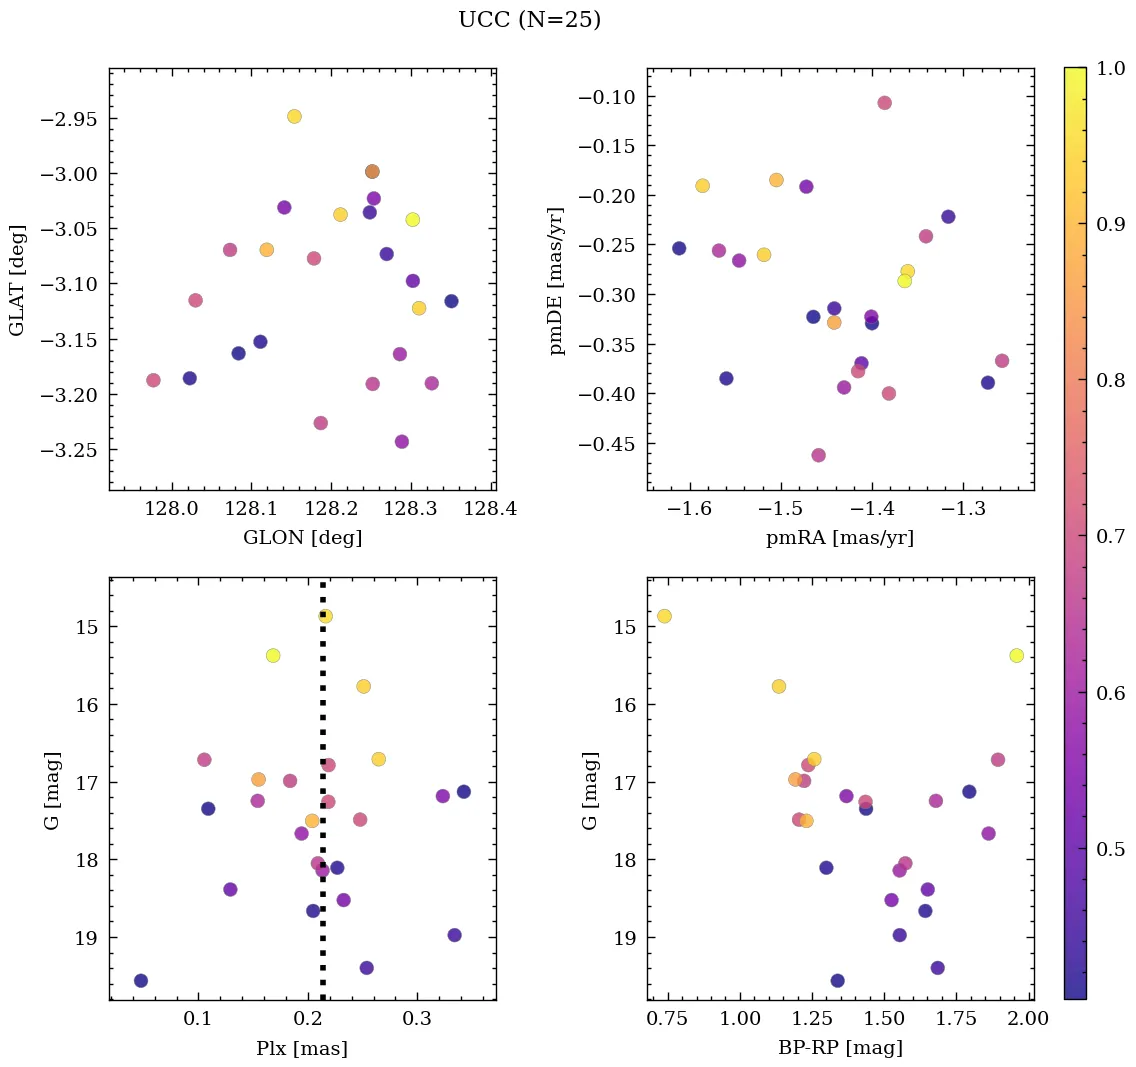 UCC (N=25)
−2.95
−3.00
−3.05
−3.10
−3.15
−3.20
−3.25
GLAT [deg]
128.0 128.1 128.2 128.3 128.4
GLON [deg]
−0.10
−0.15
−0.20
−0.25
−0.30
−0.35
−0.40
−0.45
pmDE [mas/yr]
−1.6 −1.5 −1.4 −1.3
pmRA [mas/yr]
15
16
17
18
19
G [mag]
0.1 0.2 0.3
Plx [mas]
15
16
17
18
19
G [mag]
0.75 1.00 1.25 1.50 1.75 2.00
BP-RP [mag]
1.0
0.9
0.8
0.7
0.6
0.5